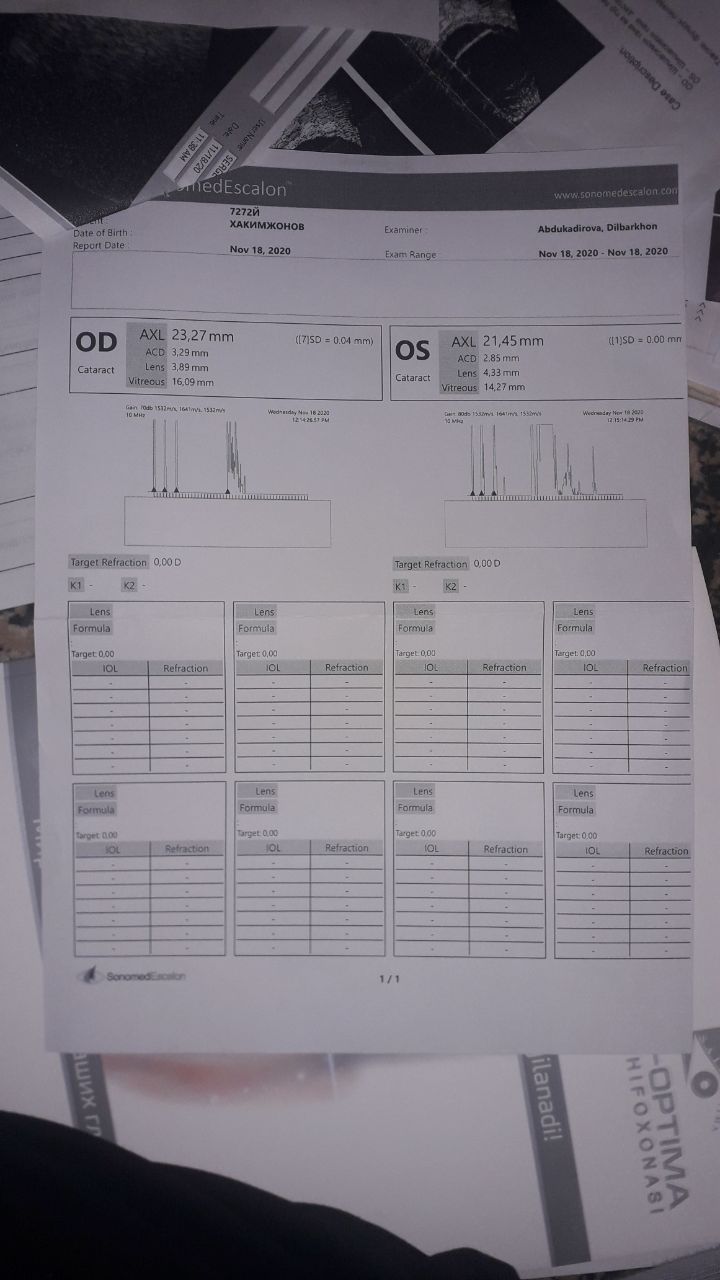 Case Description
User Name
Date
11/18/20
Time
11:38 AM
medEscalon™
www.sonomedescalon.com
7272Й
Date of Birth :
ХАКИМЖОНОВ
Examiner :
Abdukadirova, Dilbarkhon
Report Date :
Nov 18, 2020
Exam Range :
Nov 18, 2020 - Nov 18, 2020
OD
Cataract
AXL 23,27 mm
([7]SD = 0.04 mm)
ACD 3,29 mm
Lens 3,89 mm
Vitreous 16,09 mm
OS
Cataract
AXL 21,45 mm
([1]SD = 0.00 mm
ACD 2,85 mm
Lens 4,33 mm
Vitreous 14,27 mm
Gain: 70db 1532m/s, 1641m/s, 1532m/s
10 MHz
Wednesday Nov 18 2020
12:14:26.57 PM
Gain: 80db 1532m/s, 1641m/s, 1532m/s
10 MHz
Wednesday Nov 18 2020
12:15:14.29 PM
Target Refraction 0,00 D
K1 - K2 -
Target Refraction 0,00 D
K1 - K2 -
Lens
Formula
Target: 0,00
IOL Refraction
Lens
Formula
Target: 0,00
IOL Refraction
Lens
Formula
Target: 0,00
IOL Refraction
Lens
Formula
Target: 0,00
IOL Refraction
Lens
Formula
Target: 0,00
IOL Refraction
Lens
Formula
Target: 0,00
IOL Refraction
Lens
Formula
Target: 0,00
IOL Refraction
Lens
Formula
Target: 0,00
IOL Refraction
SonomedEscalon
1 / 1
ilanadi!
-OPTIMA
HIFOXONASI